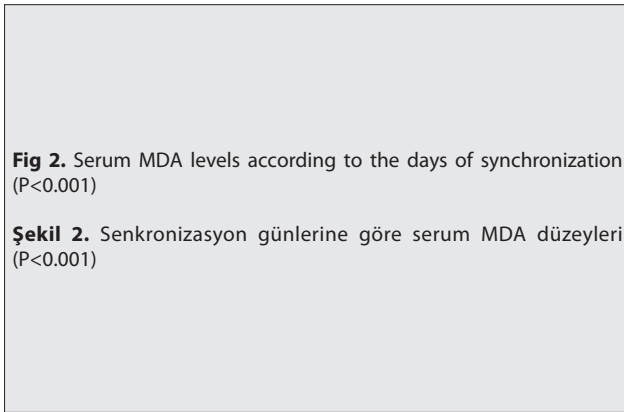 Fig 2. Serum MDA levels according to the days of synchronization
(P<0.001)
Şekil 2. Senkronizasyon günlerine göre serum MDA düzeyleri
(P<0.001)